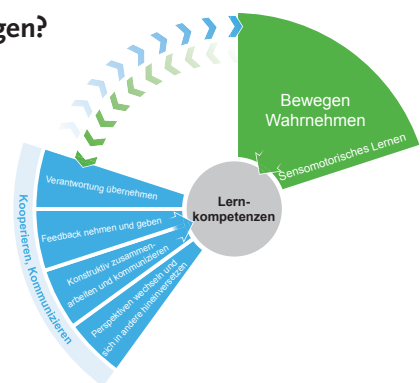 gen?
Bewegen
Wahrnehmen
Sensomotorisches Lernen
Lern-
kompetenzen
Verantwortung übernehmen
Feedback nehmen und geben
Konstruktiv zusammen-
arbeiten und kommunizieren
Perspektiven wechseln und
sich in andere hineinversetzen
Kooperieren, Kommunizieren